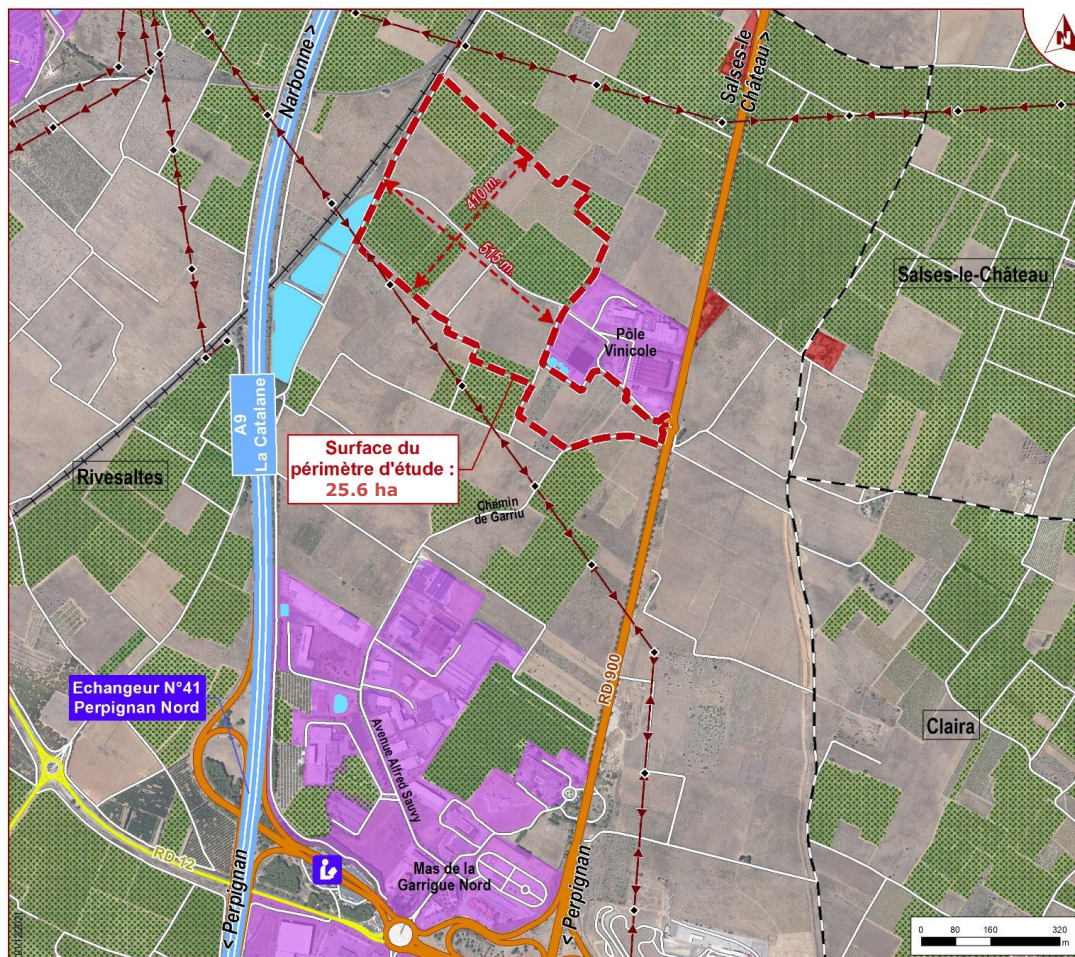 N
Narbonne >
Salses-le
Château >
410 m.
515 m.
Salses-le-Château
Pôle
Vinicole
A9
La Catalane
Surface du
périmètre d'étude :
25.6 ha
Rivesaltes
Chemin
de Garriu
RD 900
Echangeur N°41
Perpignan Nord
Claira
Avenue Alfred Sauvy
RD 12
Mas de la
Garrigue Nord
< Perpignan
< Perpignan
0 80 160 320
m